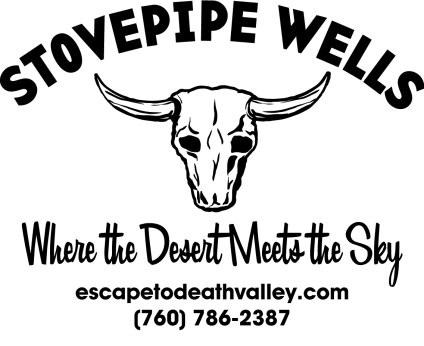 STOVEPIPE WELLS
Where the Desert Meets the Sky
escapetodeathvalley.com
(760) 786-2387